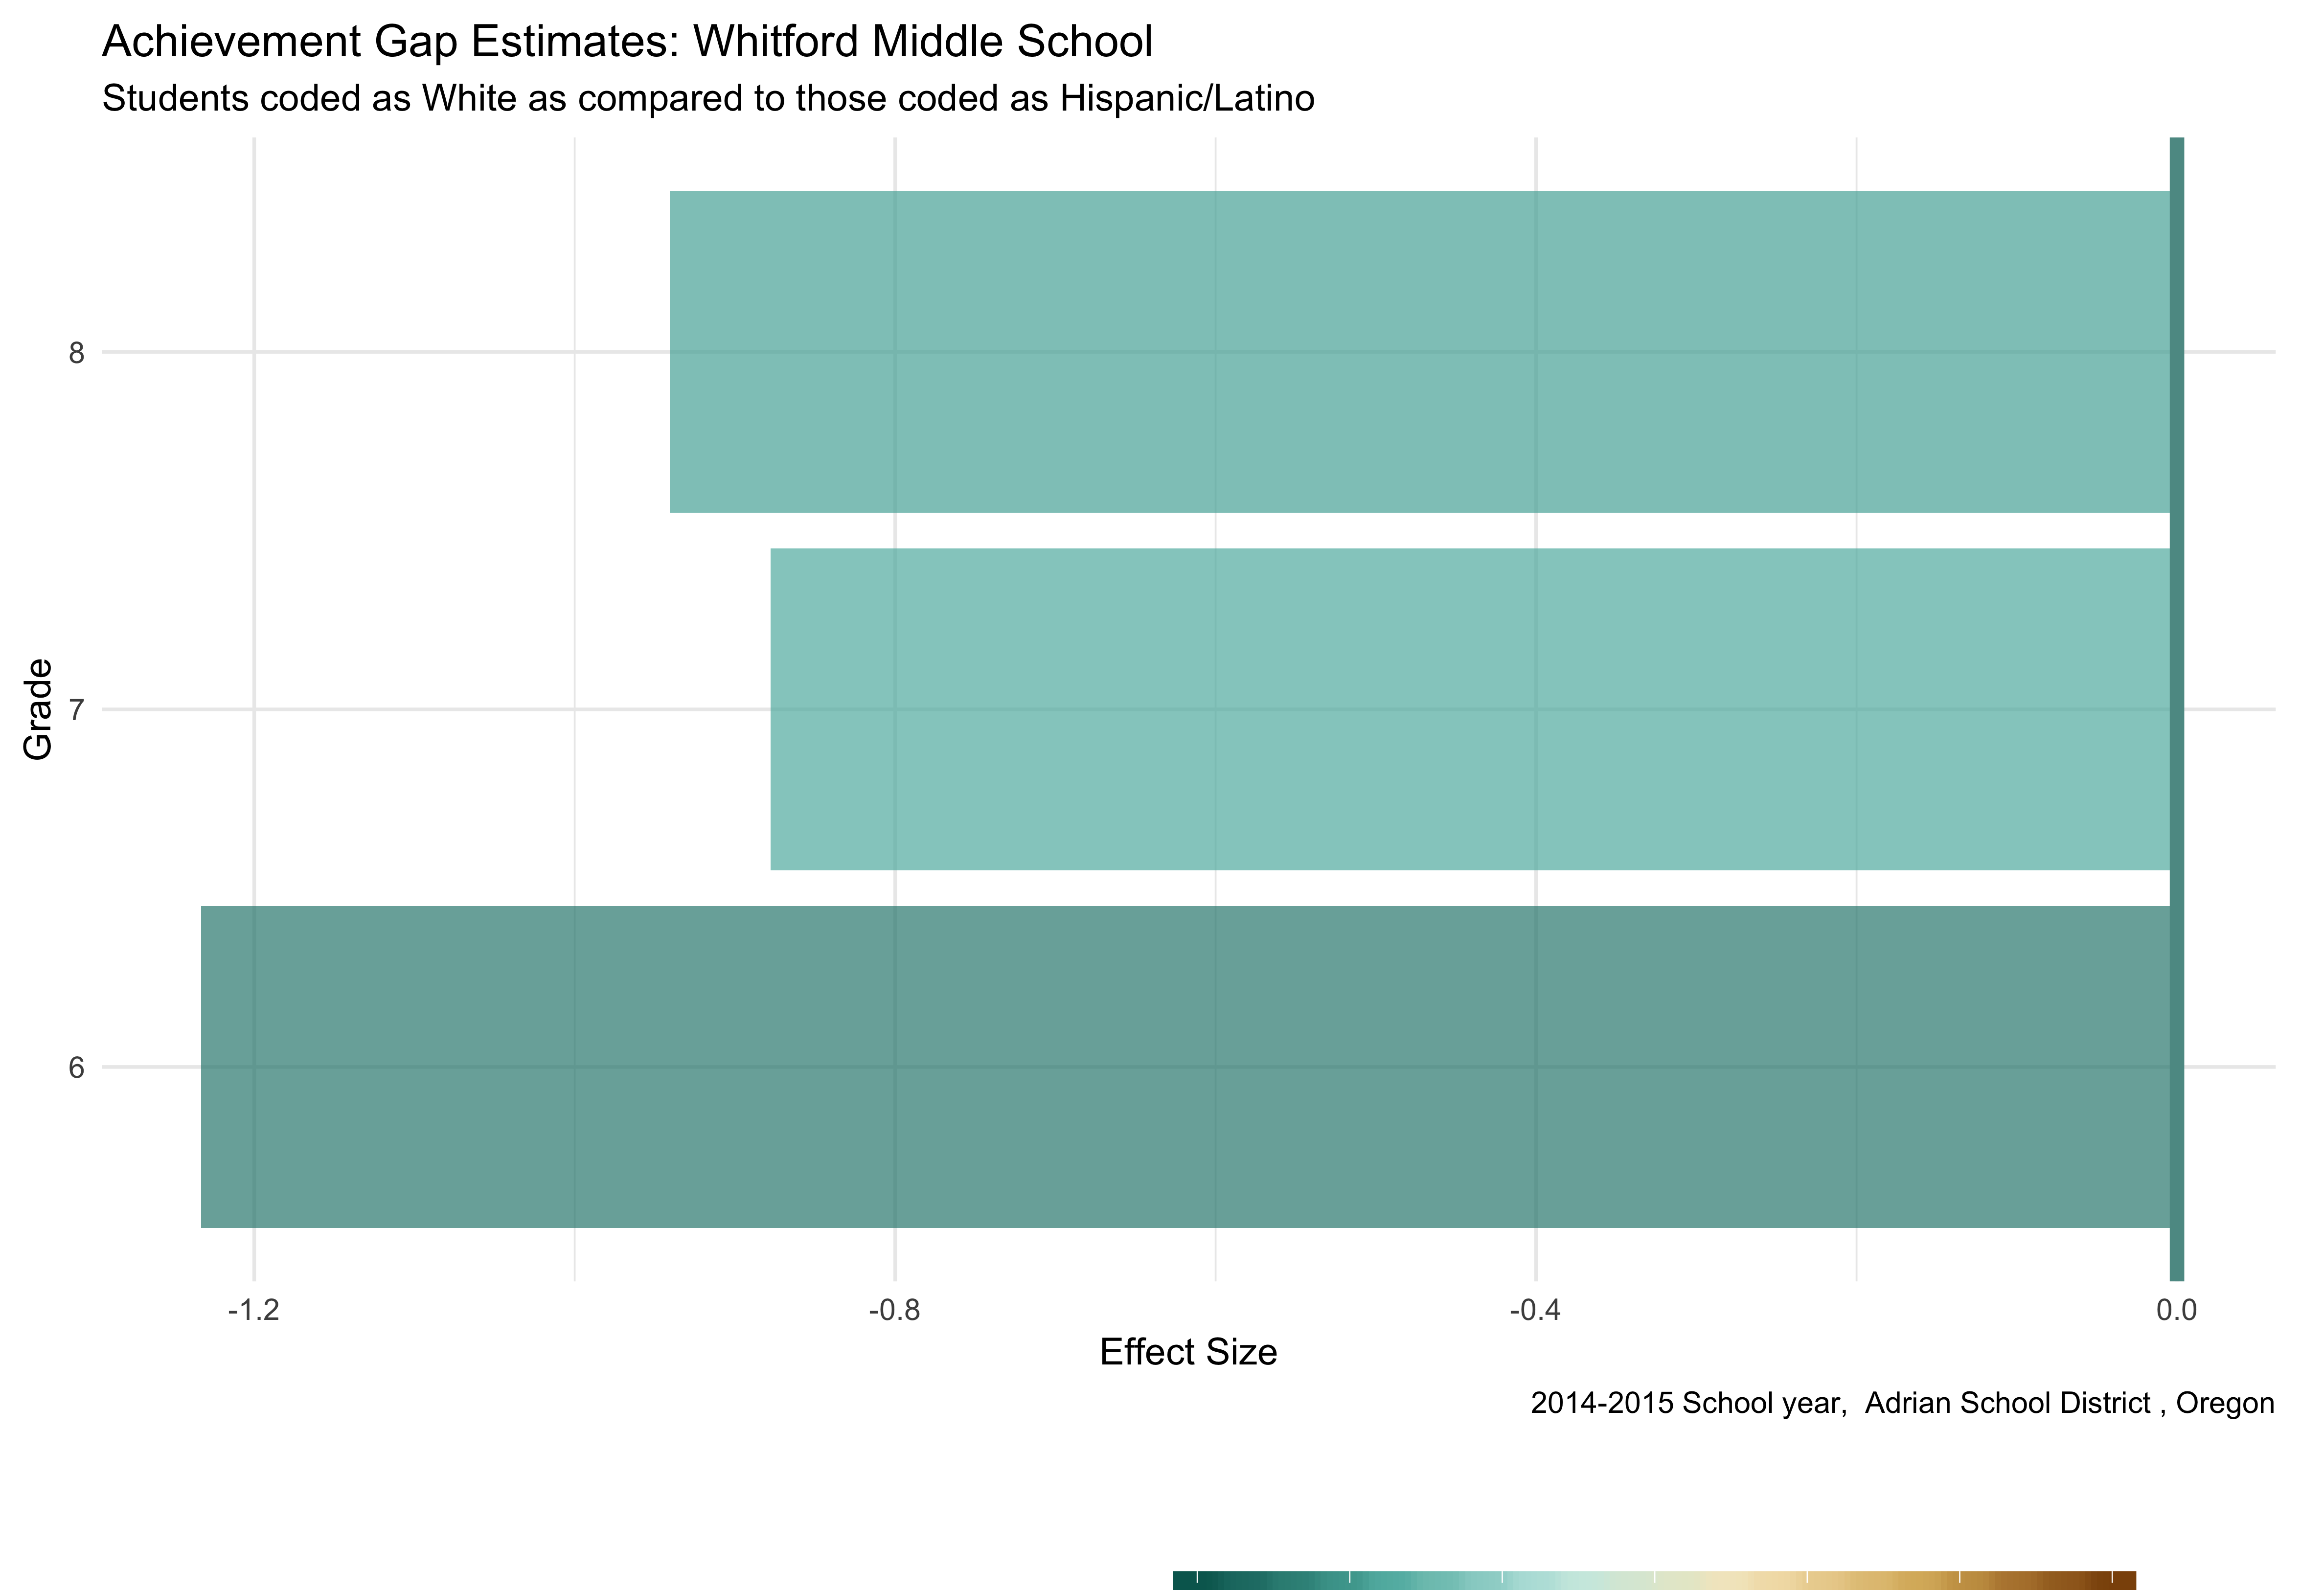 Achievement Gap Estimates: Whitford Middle School
Students coded as White as compared to those coded as Hispanic/Latino
8
7
6
Grade
-1.2 -0.8 -0.4 0.0
Effect Size
2014-2015 School year,  Adrian School District , Oregon